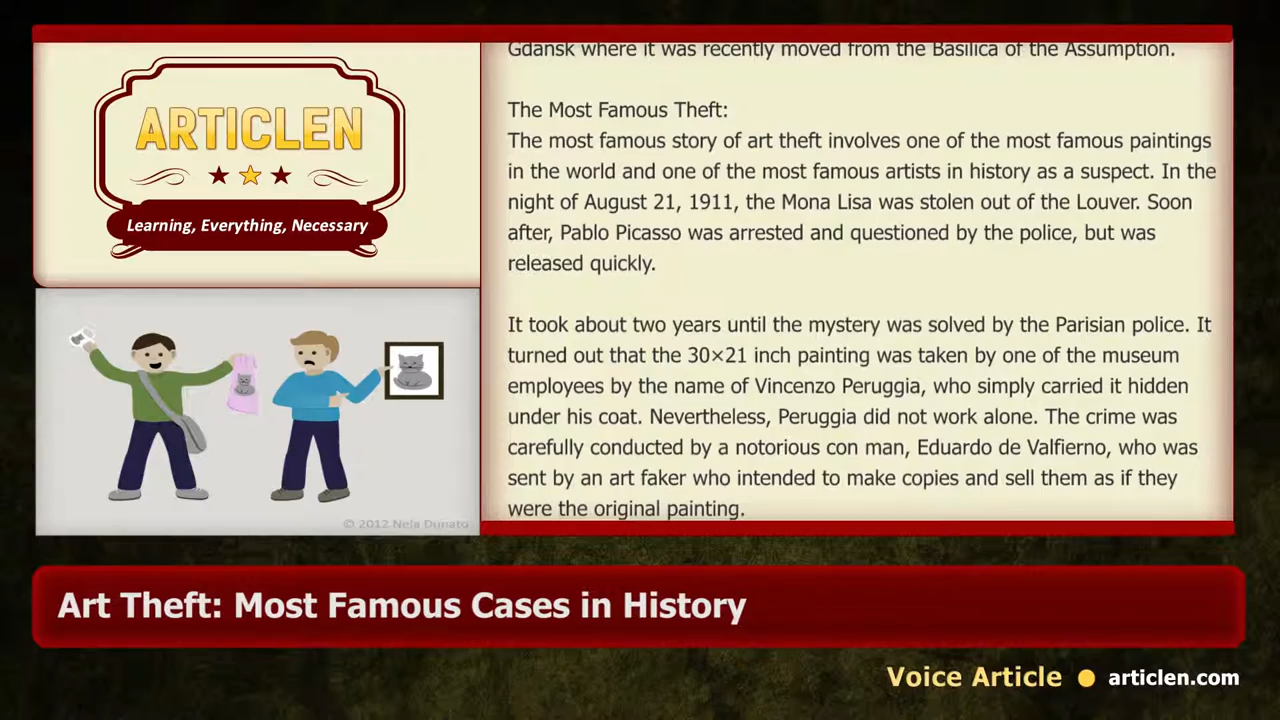 ARTICLEN
Learning, Everything, Necessary
© 2012 Nela Dunato
Gdansk where it was recently moved from the Basilica of the Assumption.
The Most Famous Theft:
The most famous story of art theft involves one of the most famous paintings
in the world and one of the most famous artists in history as a suspect. In the
night of August 21, 1911, the Mona Lisa was stolen out of the Louver. Soon
after, Pablo Picasso was arrested and questioned by the police, but was
released quickly.
It took about two years until the mystery was solved by the Parisian police. It
turned out that the 30×21 inch painting was taken by one of the museum
employees by the name of Vincenzo Peruggia, who simply carried it hidden
under his coat. Nevertheless, Peruggia did not work alone. The crime was
carefully conducted by a notorious con man, Eduardo de Valfierno, who was
sent by an art faker who intended to make copies and sell them as if they
were the original painting.
Art Theft: Most Famous Cases in History
Voice Article ● articlen.com